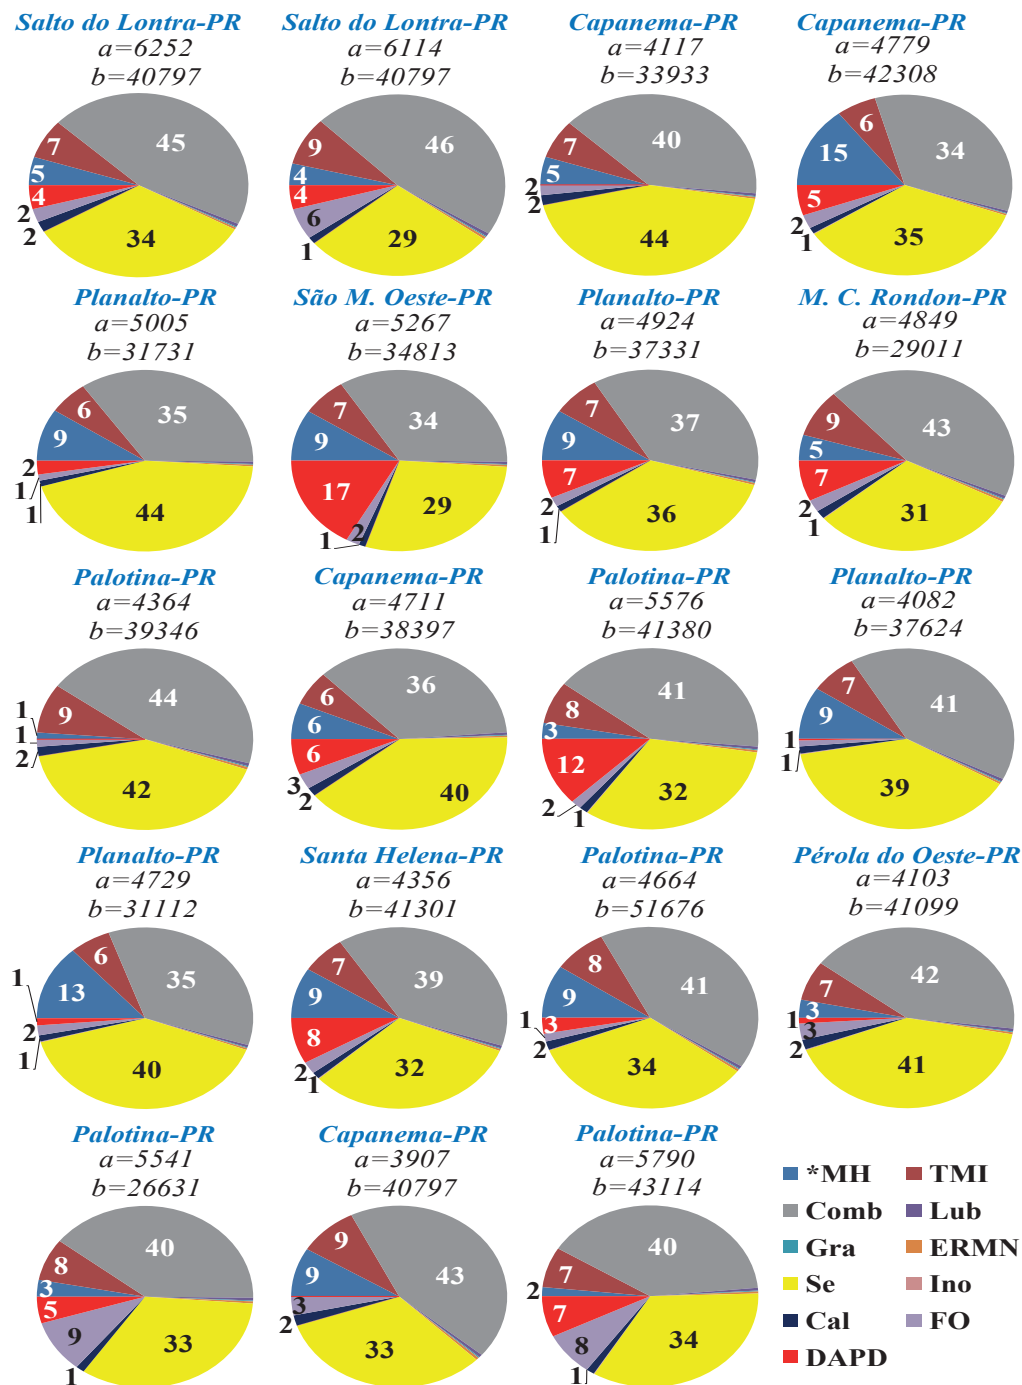 Salto do Lontra-PR
a=6252
b=40797
45
7
5
4
2
2
34
Salto do Lontra-PR
a=6114
b=40797
46
9
4
4
6
1
29
Capanema-PR
a=4117
b=33933
40
7
5
2
2
44
Capanema-PR
a=4779
b=42308
34
6
15
5
2
1
35
Planalto-PR
a=5005
b=31731
35
6
9
2
1
1
44
São M. Oeste-PR
a=5267
b=34813
34
7
9
17
2
1
29
Planalto-PR
a=4924
b=37331
37
7
9
7
2
1
36
M. C. Rondon-PR
a=4849
b=29011
43
9
5
7
2
1
31
Palotina-PR
a=4364
b=39346
44
9
1
1
2
42
Capanema-PR
a=4711
b=38397
36
6
6
6
3
2
40
Palotina-PR
a=5576
b=41380
41
8
3
12
2
1
32
Planalto-PR
a=4082
b=37624
41
7
9
1
1
39
Planalto-PR
a=4729
b=31112
35
6
13
1
2
1
40
Santa Helena-PR
a=4356
b=41301
39
7
9
8
2
1
32
Palotina-PR
a=4664
b=51676
41
8
9
3
1
2
34
Pérola do Oeste-PR
a=4103
b=41099
42
7
3
1
3
2
41
Palotina-PR
a=5541
b=26631
40
8
3
5
9
1
33
Capanema-PR
a=3907
b=40797
43
9
9
3
2
33
Palotina-PR
a=5790
b=43114
40
7
2
7
8
1
34
*MH TMI
Comb Lub
Gra ERMN
Se Ino
Cal FO
DAPD